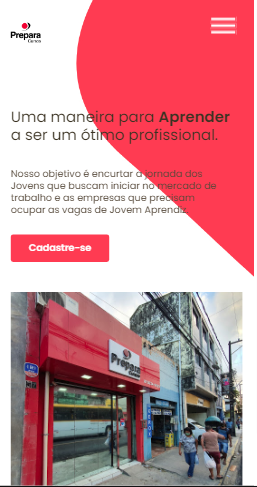 Prepara
Cursos
Uma maneira para Aprender
a ser um ótimo profissional.
Nosso objetivo é encurtar a jornada dos
Jovens que buscam iniciar no mercado de
trabalho e as empresas que precisam
ocupar as vagas de Jovem Aprendiz.
Cadastre-se
Prepara